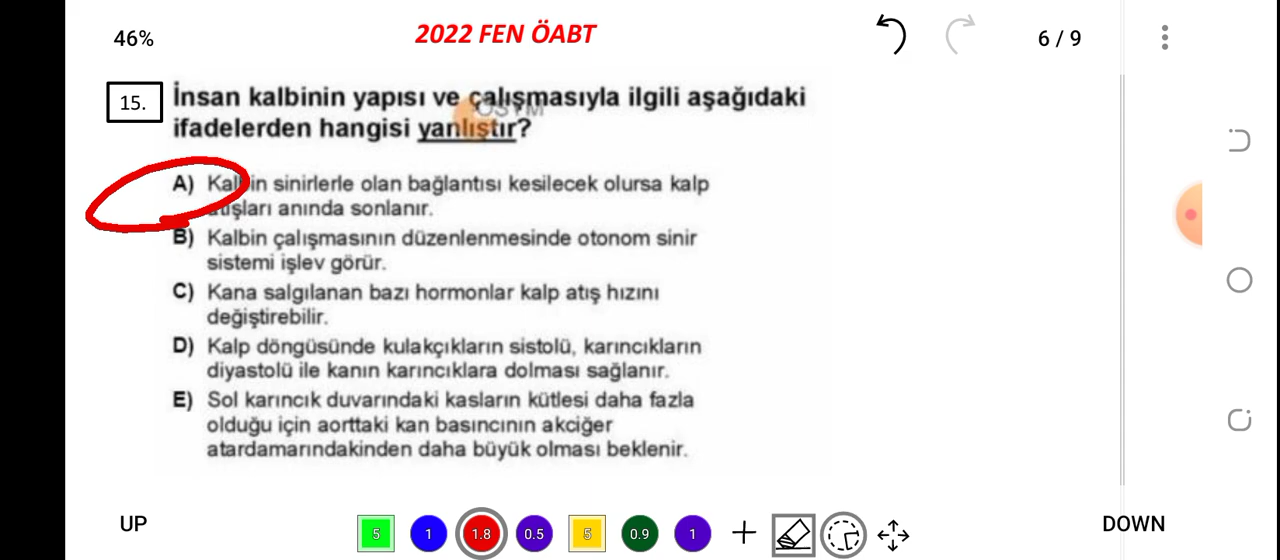 46%
2022 FEN ÖABT
6 / 9
15. İnsan kalbinin yapısı ve çalışmasıyla ilgili aşağıdaki
ÖSYM
ifadelerden hangisi yanlıştır?
A) Kalbin sinirlerle olan bağlantısı kesilecek olursa kalp
atışları anında sonlanır.
B) Kalbin çalışmasının düzenlenmesinde otonom sinir
sistemi işlev görür.
C) Kana salgılanan bazı hormonlar kalp atış hızını
değiştirebilir.
D) Kalp döngüsünde kulakçıkların sistolü, karıncıkların
diyastolü ile kanın karıncıklara dolması sağlanır.
E) Sol karıncık duvarındaki kasların kütlesi daha fazla
olduğu için aorttaki kan basıncının akciğer
atardamarındakinden daha büyük olması beklenir.
UP
5 1 1.8 0.5 5 0.9 1
DOWN